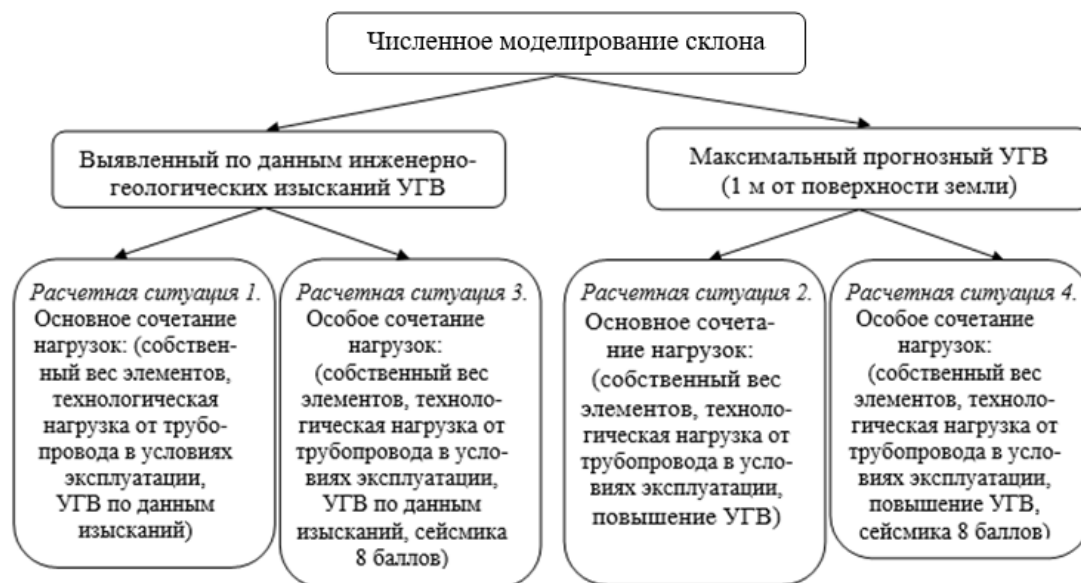 Численное моделирование склона
Выявленный по данным инженерно-
геологических изысканий УГВ
Максимальный прогнозный УГВ
(1 м от поверхности земли)
Расчетная ситуация 1.
Основное сочетание
нагрузок: (собствен-
ный вес элементов,
технологическая
нагрузка от трубо-
провода в условиях
эксплуатации,
УГВ по данным
изысканий)
Расчетная ситуация 3.
Особое сочетание
нагрузок:
(собственный вес
элементов, техноло-
гическая нагрузка от
трубопровода в усло-
виях эксплуатации,
УГВ по данным
изысканий, сейсмика
8 баллов)
Расчетная ситуация 2.
Основное сочета-
ние нагрузок:
(собственный вес
элементов, техноло-
гическая нагрузка от
трубопровода в усло-
виях эксплуатации,
повышение УГВ)
Расчетная ситуация 4.
Особое сочетание
нагрузок:
(собственный вес
элементов, техноло-
гическая нагрузка от
трубопровода в усло-
виях эксплуатации,
повышение УГВ,
сейсмика 8 баллов)